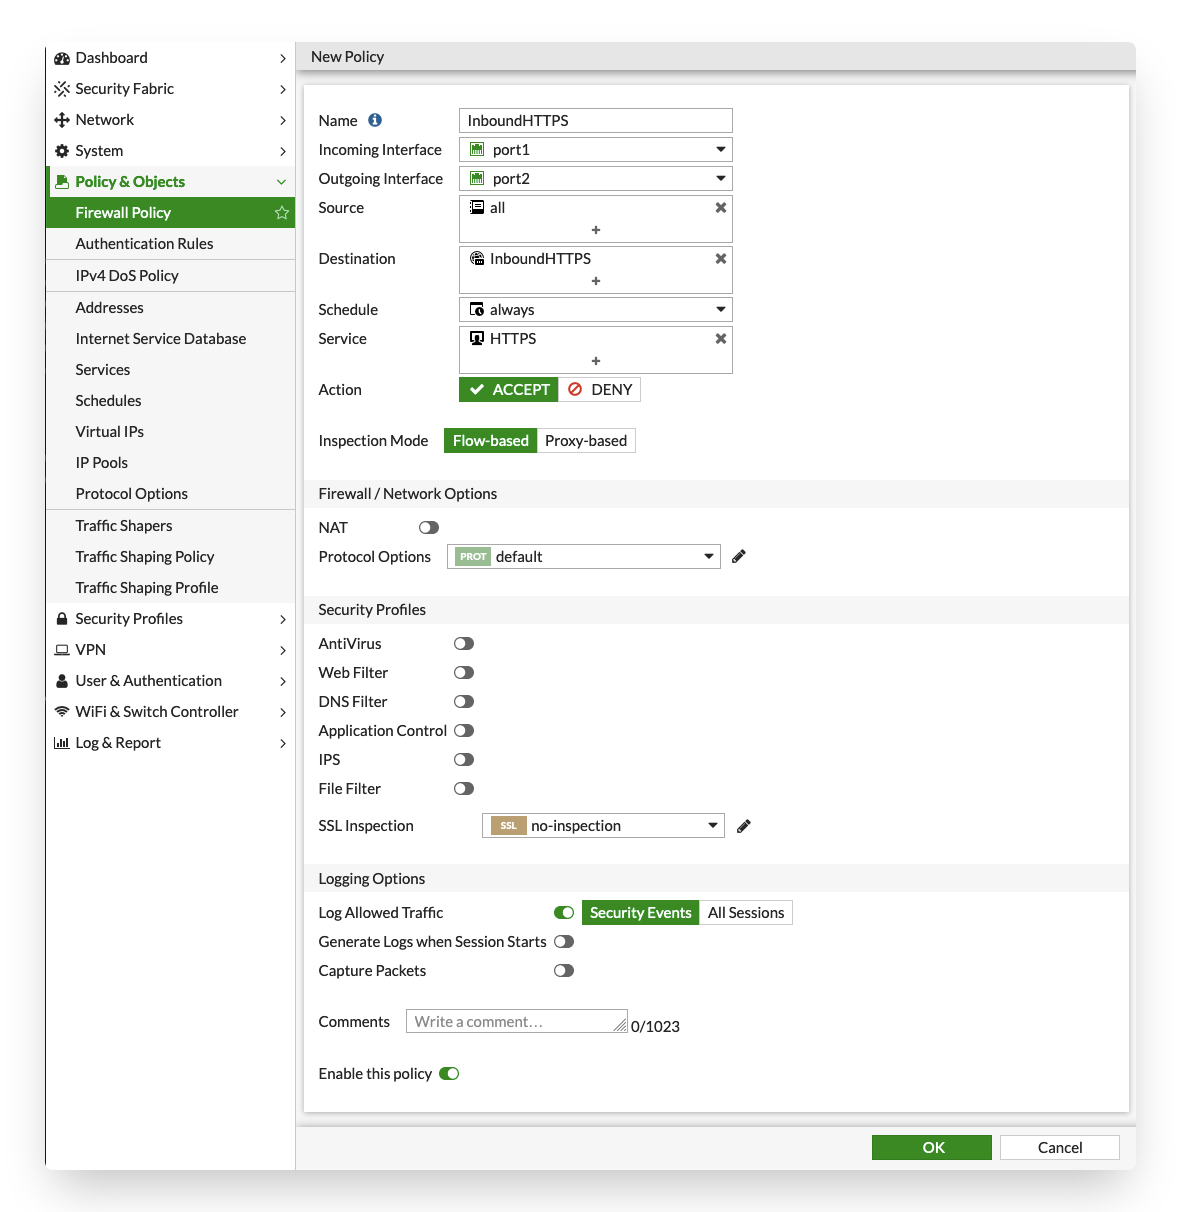 Dashboard
Security Fabric
Network
System
Policy & Objects
Firewall Policy
Authentication Rules
IPv4 DoS Policy
Addresses
Internet Service Database
Services
Schedules
Virtual IPs
IP Pools
Protocol Options
Traffic Shapers
Traffic Shaping Policy
Traffic Shaping Profile
Security Profiles
VPN
User & Authentication
WiFi & Switch Controller
Log & Report
New Policy
Name InboundHTTPS
Incoming Interface port1
Outgoing Interface port2
Source all
+
Destination InboundHTTPS
+
Schedule always
Service HTTPS
+
Action ACCEPT DENY
Inspection Mode Flow-based Proxy-based
Firewall / Network Options
NAT
Protocol Options PROT default
Security Profiles
AntiVirus
Web Filter
DNS Filter
Application Control
IPS
File Filter
SSL Inspection SSL no-inspection
Logging Options
Log Allowed Traffic Security Events All Sessions
Generate Logs when Session Starts
Capture Packets
Comments Write a comment... 0/1023
Enable this policy
OK Cancel